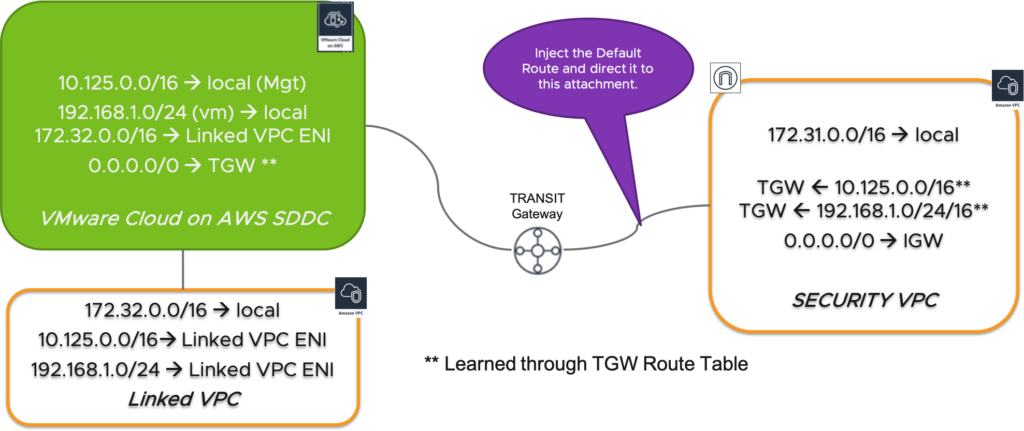 VMware Cloud
on AWS
10.125.0.0/16 → local (Mgt)
192.168.1.0/24 (vm) → local
172.32.0.0/16 → Linked VPC ENI
0.0.0.0/0 → TGW **
VMware Cloud on AWS SDDC
Inject the Default
Route and direct it to
this attachment.
TRANSIT
Gateway
Amazon VPC
172.31.0.0/16 → local
TGW ← 10.125.0.0/16**
TGW ← 192.168.1.0/24/16**
0.0.0.0/0 → IGW
SECURITY VPC
Amazon VPC
172.32.0.0/16 → local
10.125.0.0/16→ Linked VPC ENI
192.168.1.0/24 → Linked VPC ENI
Linked VPC
** Learned through TGW Route Table